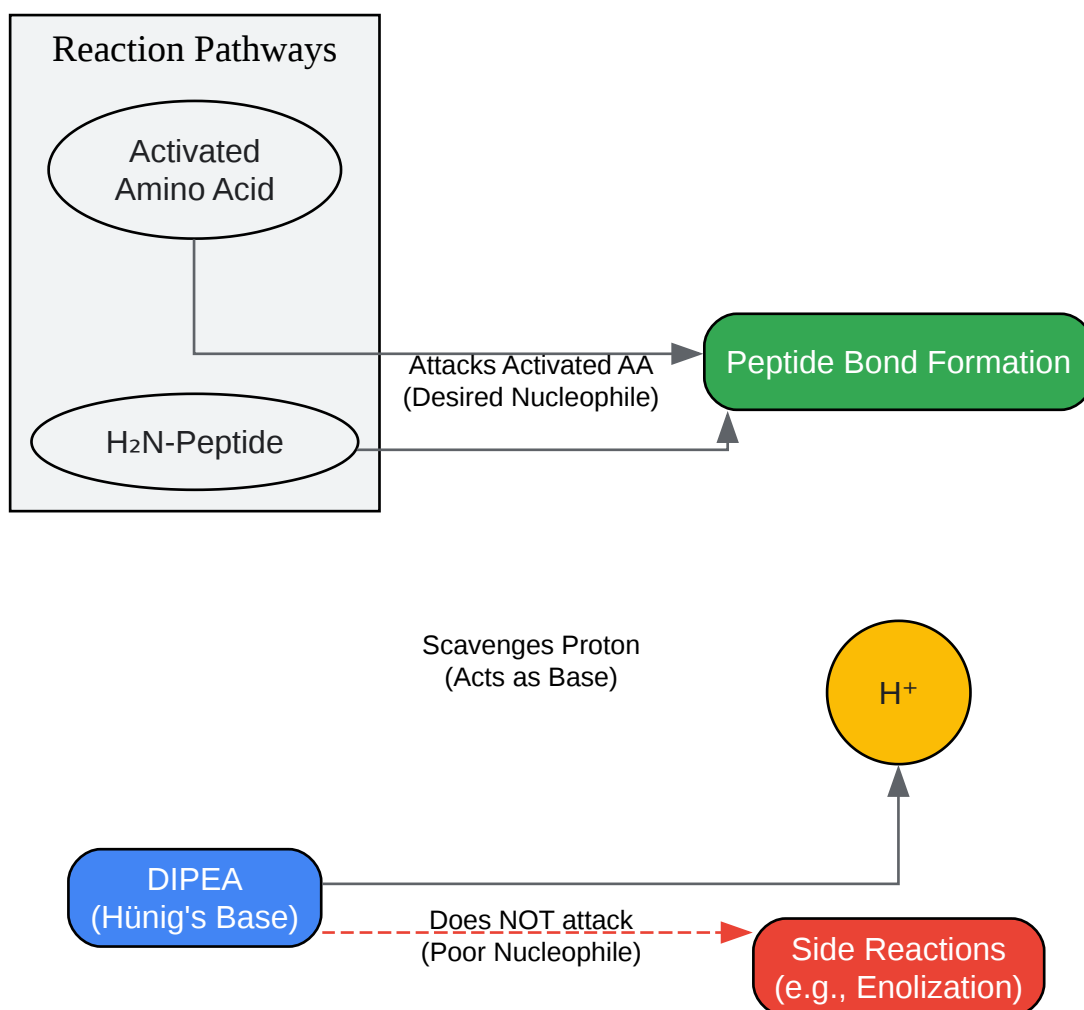 Reaction Pathways
Activated
Amino Acid
Attacks Activated AA
(Desired Nucleophile)
Peptide Bond Formation
H₂N-Peptide
Scavenges Proton
(Acts as Base)
H⁺
DIPEA
(Hünig's Base)
Does NOT attack
(Poor Nucleophile)
Side Reactions
(e.g., Enolization)